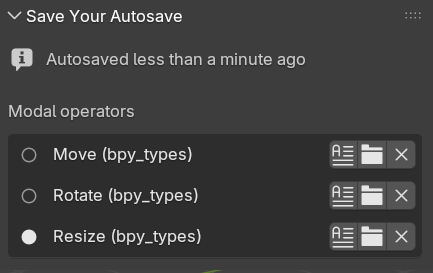 Save Your Autosave
Autosaved less than a minute ago
Modal operators
Move (bpy_types)
Rotate (bpy_types)
Resize (bpy_types)